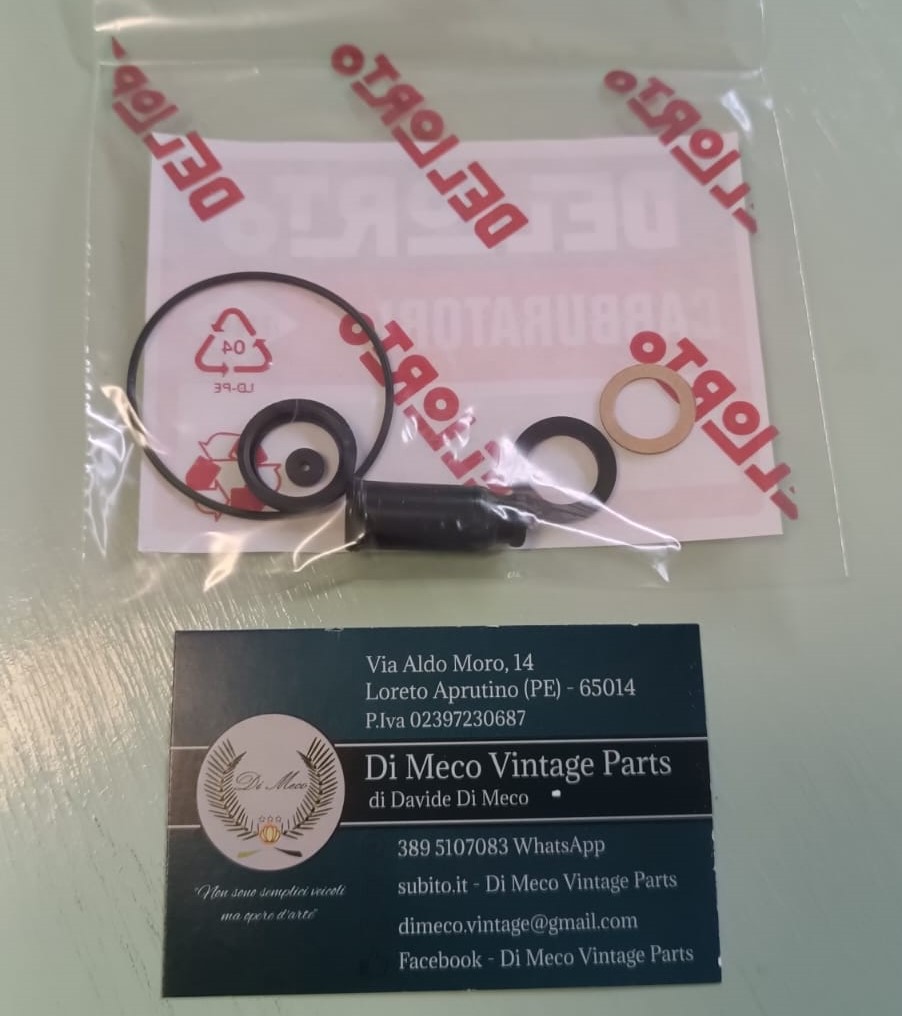 DELLORTO
DELLORTO
DELLORTO
DELLORTO
CARBURATORI
04
LD-PE
DELLORTO
DELLORTO
Via Aldo Moro, 14
Loreto Aprutino (PE) - 65014
P.Iva 02397230687
Di Meco
Di Meco Vintage Parts
di Davide Di Meco
389 5107083 WhatsApp
"Non sono semplici veicoli
ma opere d'arte"
subito.it - Di Meco Vintage Parts
dimeco.vintage@gmail.com
Facebook - Di Meco Vintage Parts